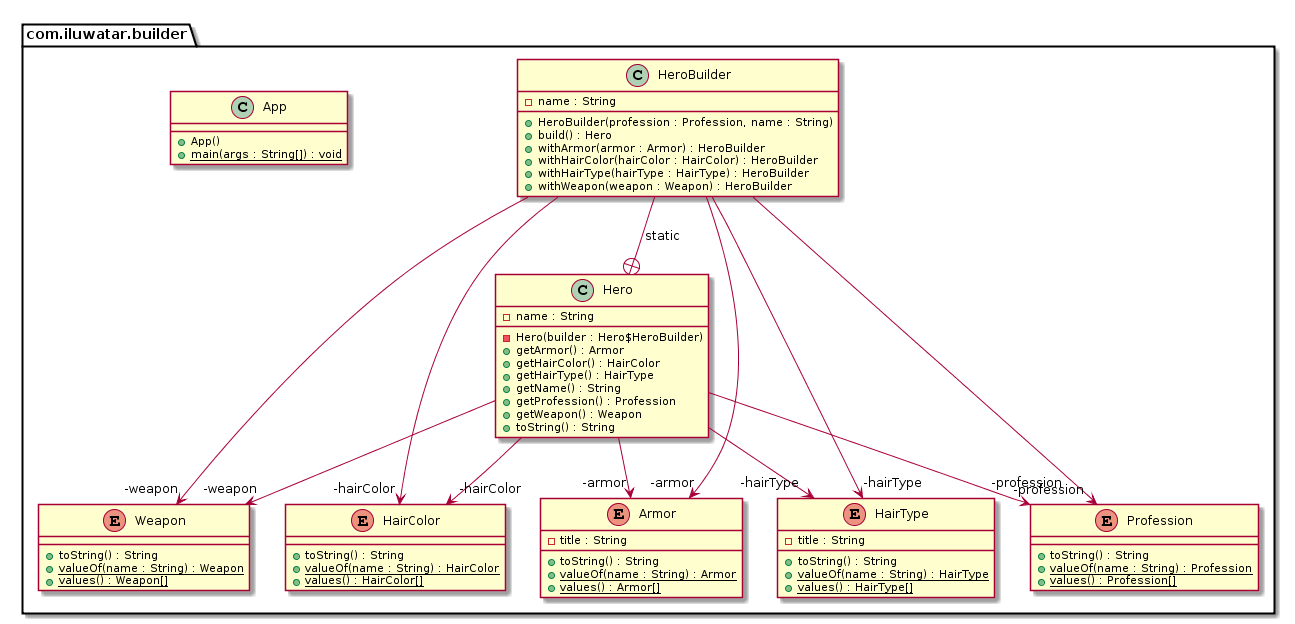 com.iluwatar.builder
C HeroBuilder
name : String
HeroBuilder(profession : Profession, name : String)
build() : Hero
withArmor(armor : Armor) : HeroBuilder
withHairColor(hairColor : HairColor) : HeroBuilder
withHairType(hairType : HairType) : HeroBuilder
withWeapon(weapon : Weapon) : HeroBuilder
C App
App()
main(args : String[]) : void
static
C Hero
name : String
Hero(builder : Hero$HeroBuilder)
getArmor() : Armor
getHairColor() : HairColor
getHairType() : HairType
getName() : String
getProfession() : Profession
getWeapon() : Weapon
toString() : String
-weapon
-weapon
-hairColor
-hairColor
-armor
-armor
-hairType
-hairType
-profession
-profession
E Weapon
toString() : String
valueOf(name : String) : Weapon
values() : Weapon[]
E HairColor
toString() : String
valueOf(name : String) : HairColor
values() : HairColor[]
E Armor
title : String
toString() : String
valueOf(name : String) : Armor
values() : Armor[]
E HairType
title : String
toString() : String
valueOf(name : String) : HairType
values() : HairType[]
E Profession
toString() : String
valueOf(name : String) : Profession
values() : Profession[]